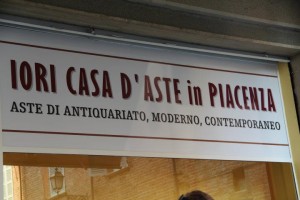 IORI CASA D'ASTE in PIACENZA
ASTE DI ANTIQUARIATO, MODERNO, CONTEMPORANEO